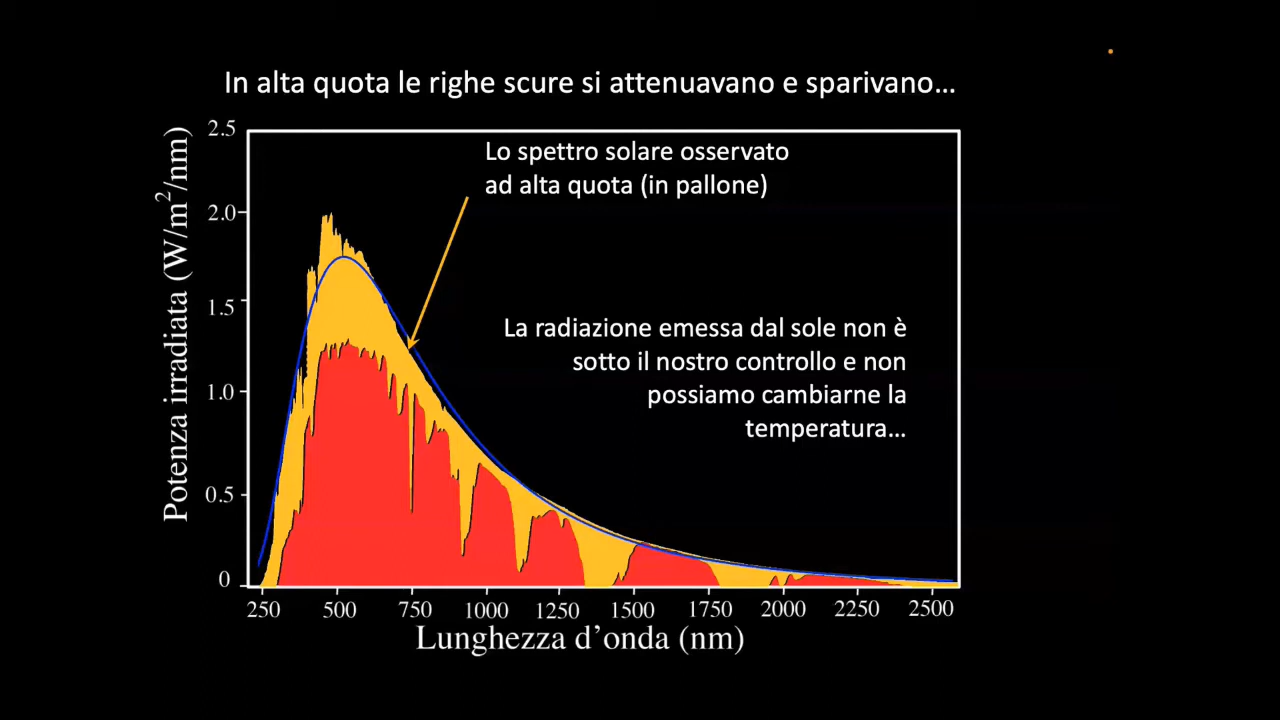 In alta quota le righe scure si attenuavano e sparivano…
Lo spettro solare osservato
ad alta quota (in pallone)
La radiazione emessa dal sole non è
sotto il nostro controllo e non
possiamo cambiarne la
temperatura…
Potenza irradiata (W/m²/nm)
2.5
2.0
1.5
1.0
0.5
0
250 500 750 1000 1250 1500 1750 2000 2250 2500
Lunghezza d’onda (nm)